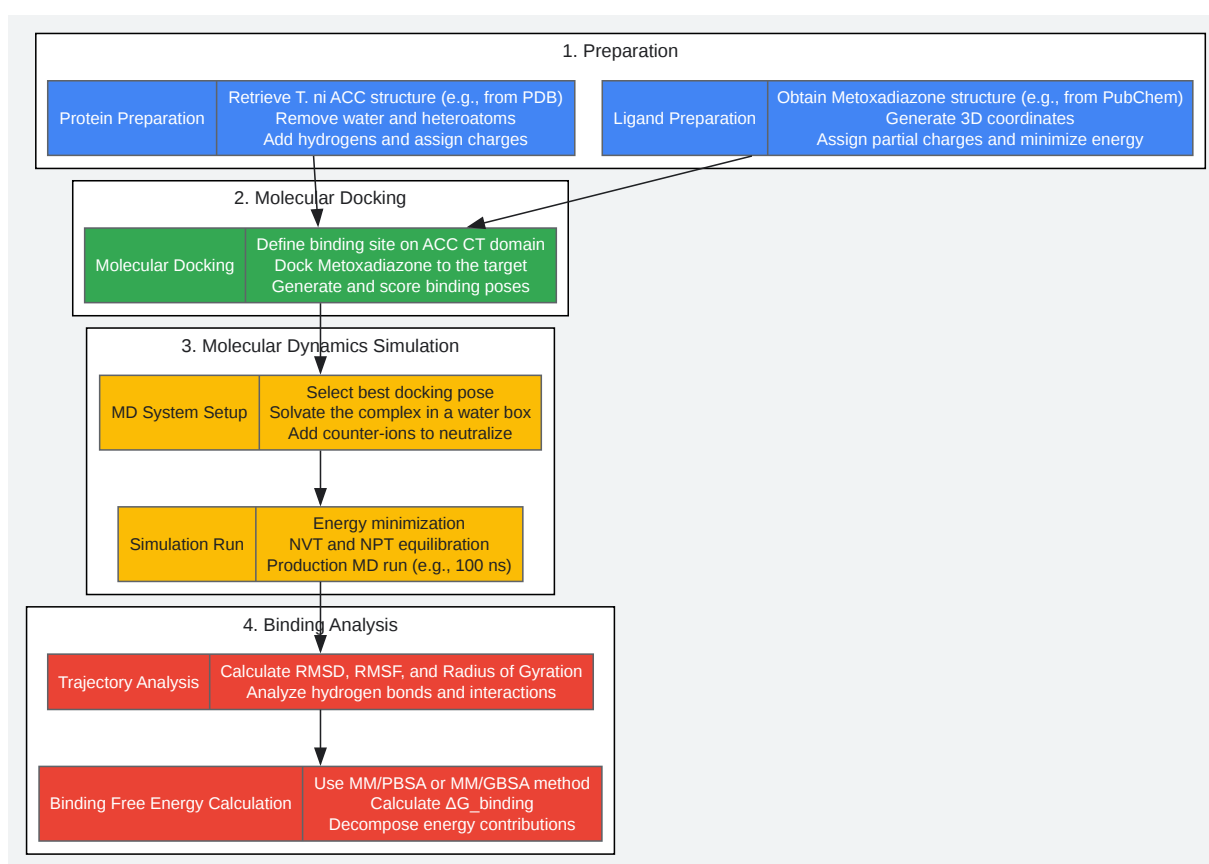 1. Preparation
Protein Preparation
Retrieve T. ni ACC structure (e.g., from PDB)
Remove water and heteroatoms
Add hydrogens and assign charges
Ligand Preparation
Obtain Metoxadiazone structure (e.g., from PubChem)
Generate 3D coordinates
Assign partial charges and minimize energy
2. Molecular Docking
Molecular Docking
Define binding site on ACC CT domain
Dock Metoxadiazone to the target
Generate and score binding poses
3. Molecular Dynamics Simulation
MD System Setup
Select best docking pose
Solvate the complex in a water box
Add counter-ions to neutralize
Simulation Run
Energy minimization
NVT and NPT equilibration
Production MD run (e.g., 100 ns)
4. Binding Analysis
Trajectory Analysis
Calculate RMSD, RMSF, and Radius of Gyration
Analyze hydrogen bonds and interactions
Binding Free Energy Calculation
Use MM/PBSA or MM/GBSA method
Calculate ΔG_binding
Decompose energy contributions